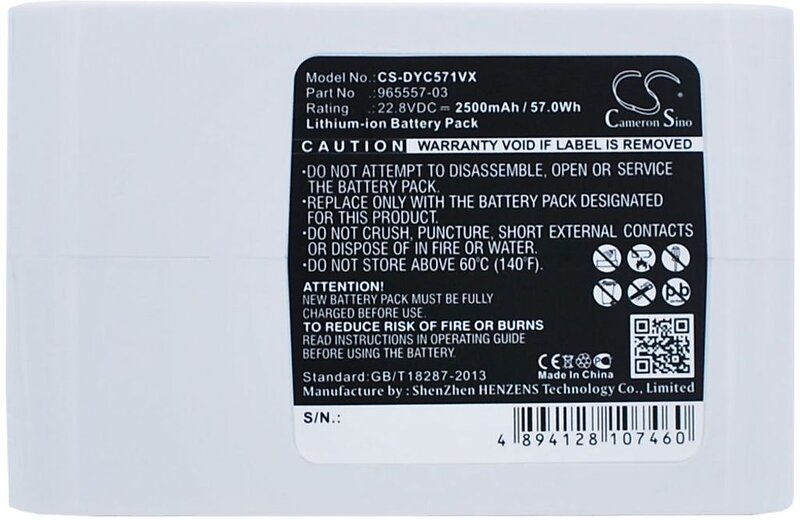 Model No.:CS-DYC571VX
Part No :965557-03
Rating :22.8VDC⎓ 2500mAh / 57.0Wh
Lithium-ion Battery Pack
Cameron Sino
CAUTION WARRANTY VOID IF LABEL IS REMOVED
·DO NOT ATTEMPT TO DISASSEMBLE, OPEN OR SERVICE
THE BATTERY PACK.
·REPLACE ONLY WITH THE BATTERY PACK DESIGNATED
FOR THIS PRODUCT.
·DO NOT CRUSH, PUNCTURE, SHORT EXTERNAL CONTACTS
OR DISPOSE OF IN FIRE OR WATER.
·DO NOT STORE ABOVE 60℃ (140℉).
ATTENTION!
NEW BATTERY PACK MUST BE FULLY
CHARGED BEFORE USING.
TO REDUCE RISK OF FIRE OR BURNS
READ INSTRUCTIONS IN OPERATING GUIDE
BEFORE USING THE BATTERY.
Pb
CE
Made In China
Standard:GB/T18287-2013
Manufacture by : ShenZhen HENZENS Technology Co., Limited
S/N.:
4 894128 107460